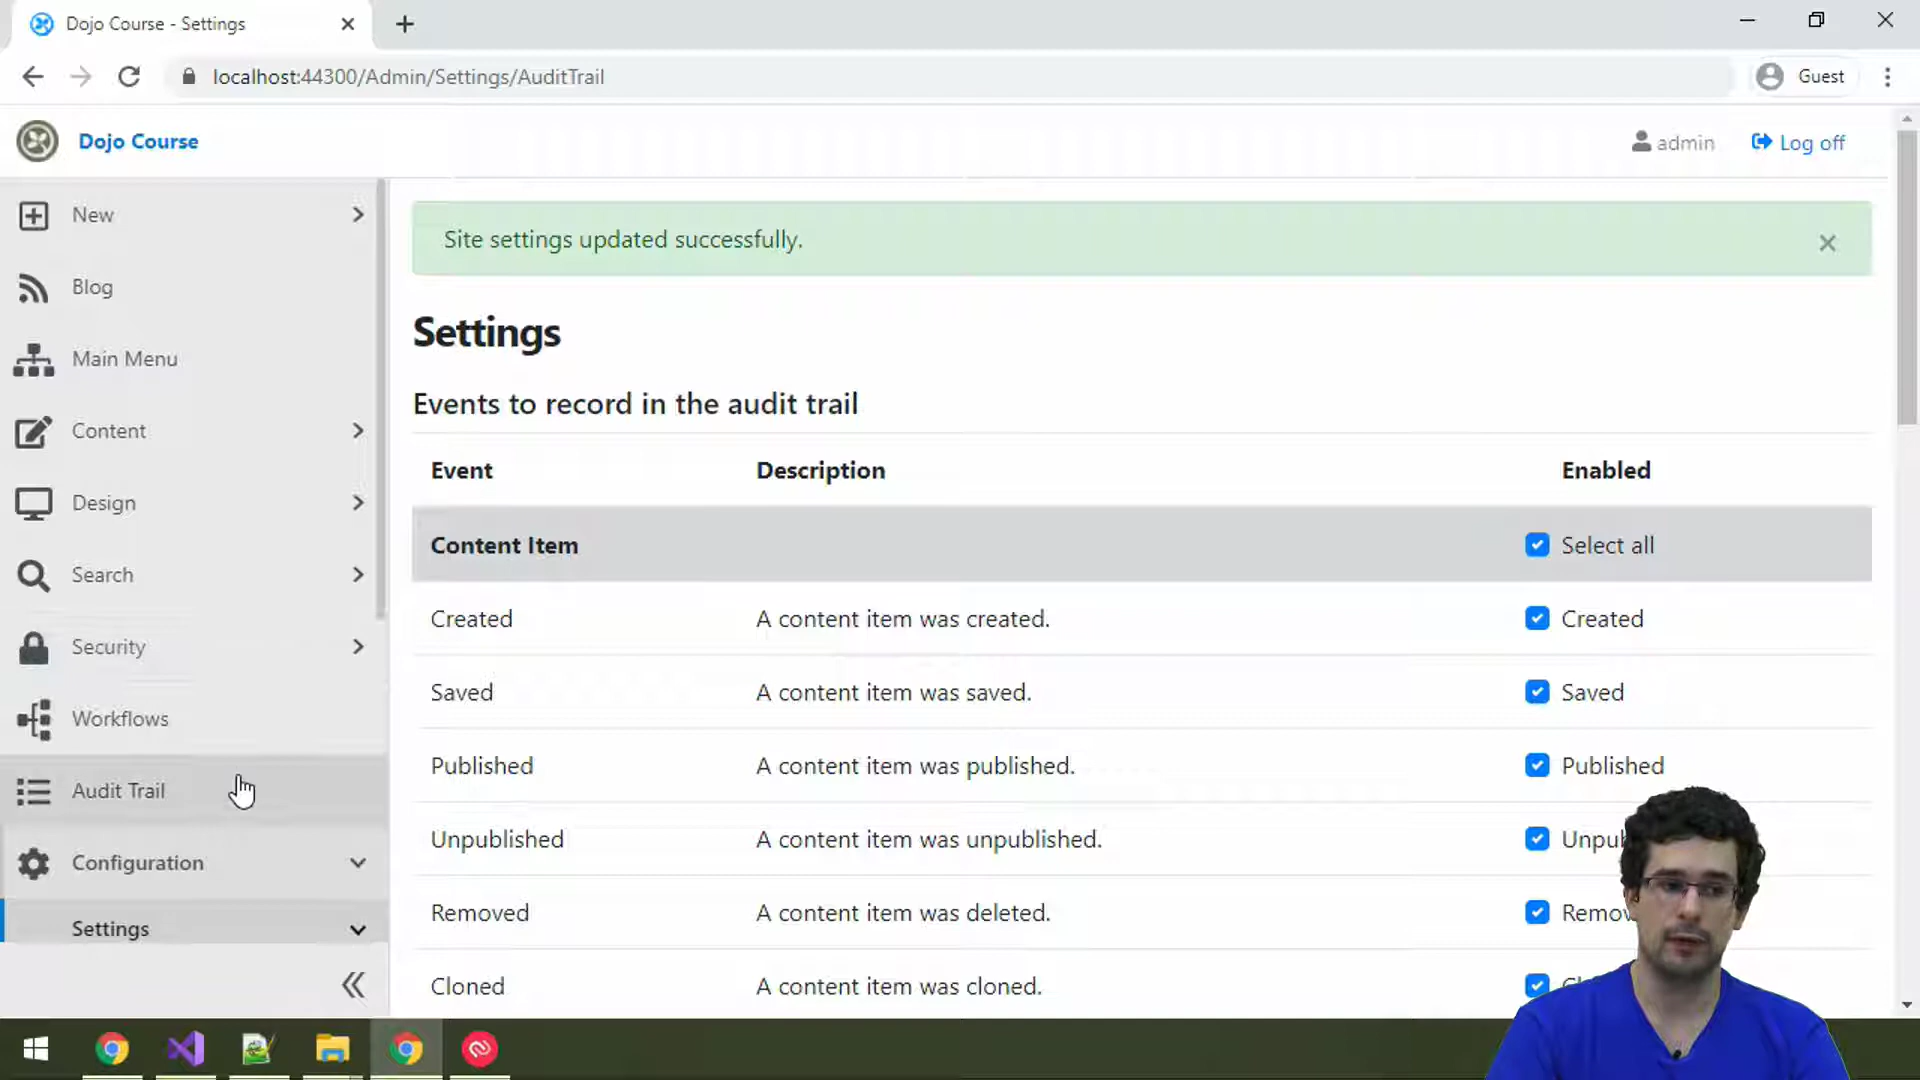 Dojo Course - Settings
localhost:44300/Admin/Settings/AuditTrail
Guest
Dojo Course
admin
Log off
New
Blog
Main Menu
Content
Design
Search
Security
Workflows
Audit Trail
Configuration
Settings
Site settings updated successfully.
Settings
Events to record in the audit trail
Event Description Enabled
Content Item Select all
Created A content item was created. Created
Saved A content item was saved. Saved
Published A content item was published. Published
Unpublished A content item was unpublished. Unpub
Removed A content item was deleted. Remov
Cloned A content item was cloned.